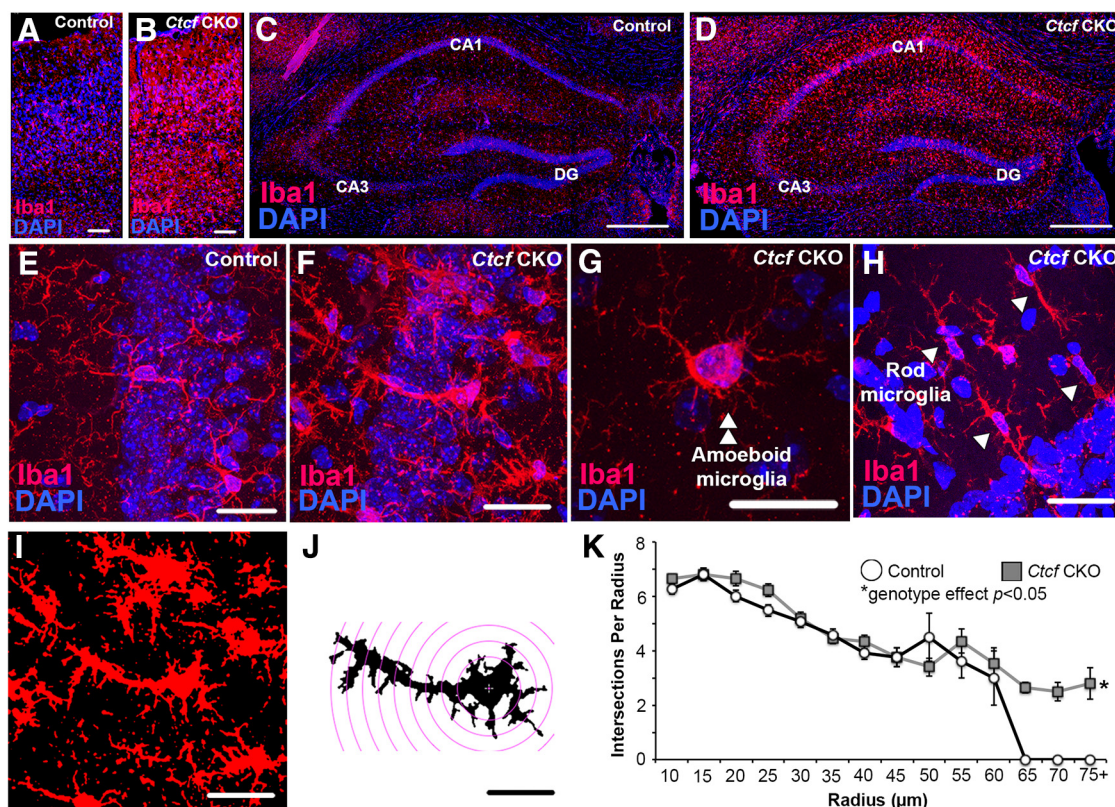 A
Control
Iba1
DAPI
B
Ctcf CKO
Iba1
DAPI
C
Control
CA1
CA3
DG
Iba1
DAPI
D
Ctcf CKO
CA1
CA3
DG
Iba1
DAPI
E
Control
Iba1
DAPI
F
Ctcf CKO
Iba1
DAPI
G
Ctcf CKO
Amoeboid
microglia
Iba1
DAPI
H
Ctcf CKO
Rod
microglia
Iba1
DAPI
I
J
K
Control
Ctcf CKO
*genotype effect p<0.05
Intersections Per Radius
8
6
4
2
0
*
10 15 20 25 30 35 40 45 50 55 60 65 70 75+
Radius (µm)